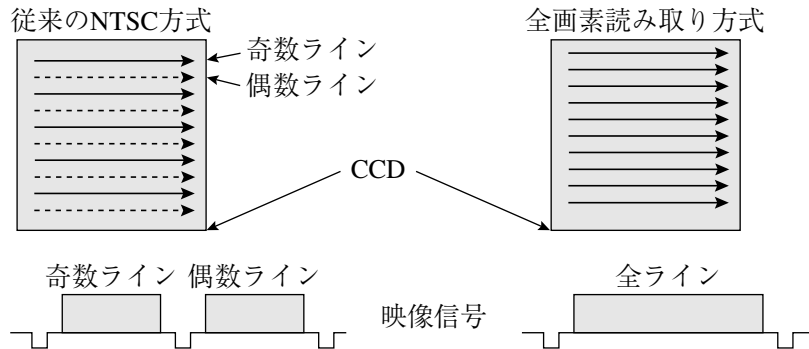 従来のNTSC方式
全画素読み取り方式
奇数ライン
偶数ライン
CCD
奇数ライン 偶数ライン
映像信号
全ライン